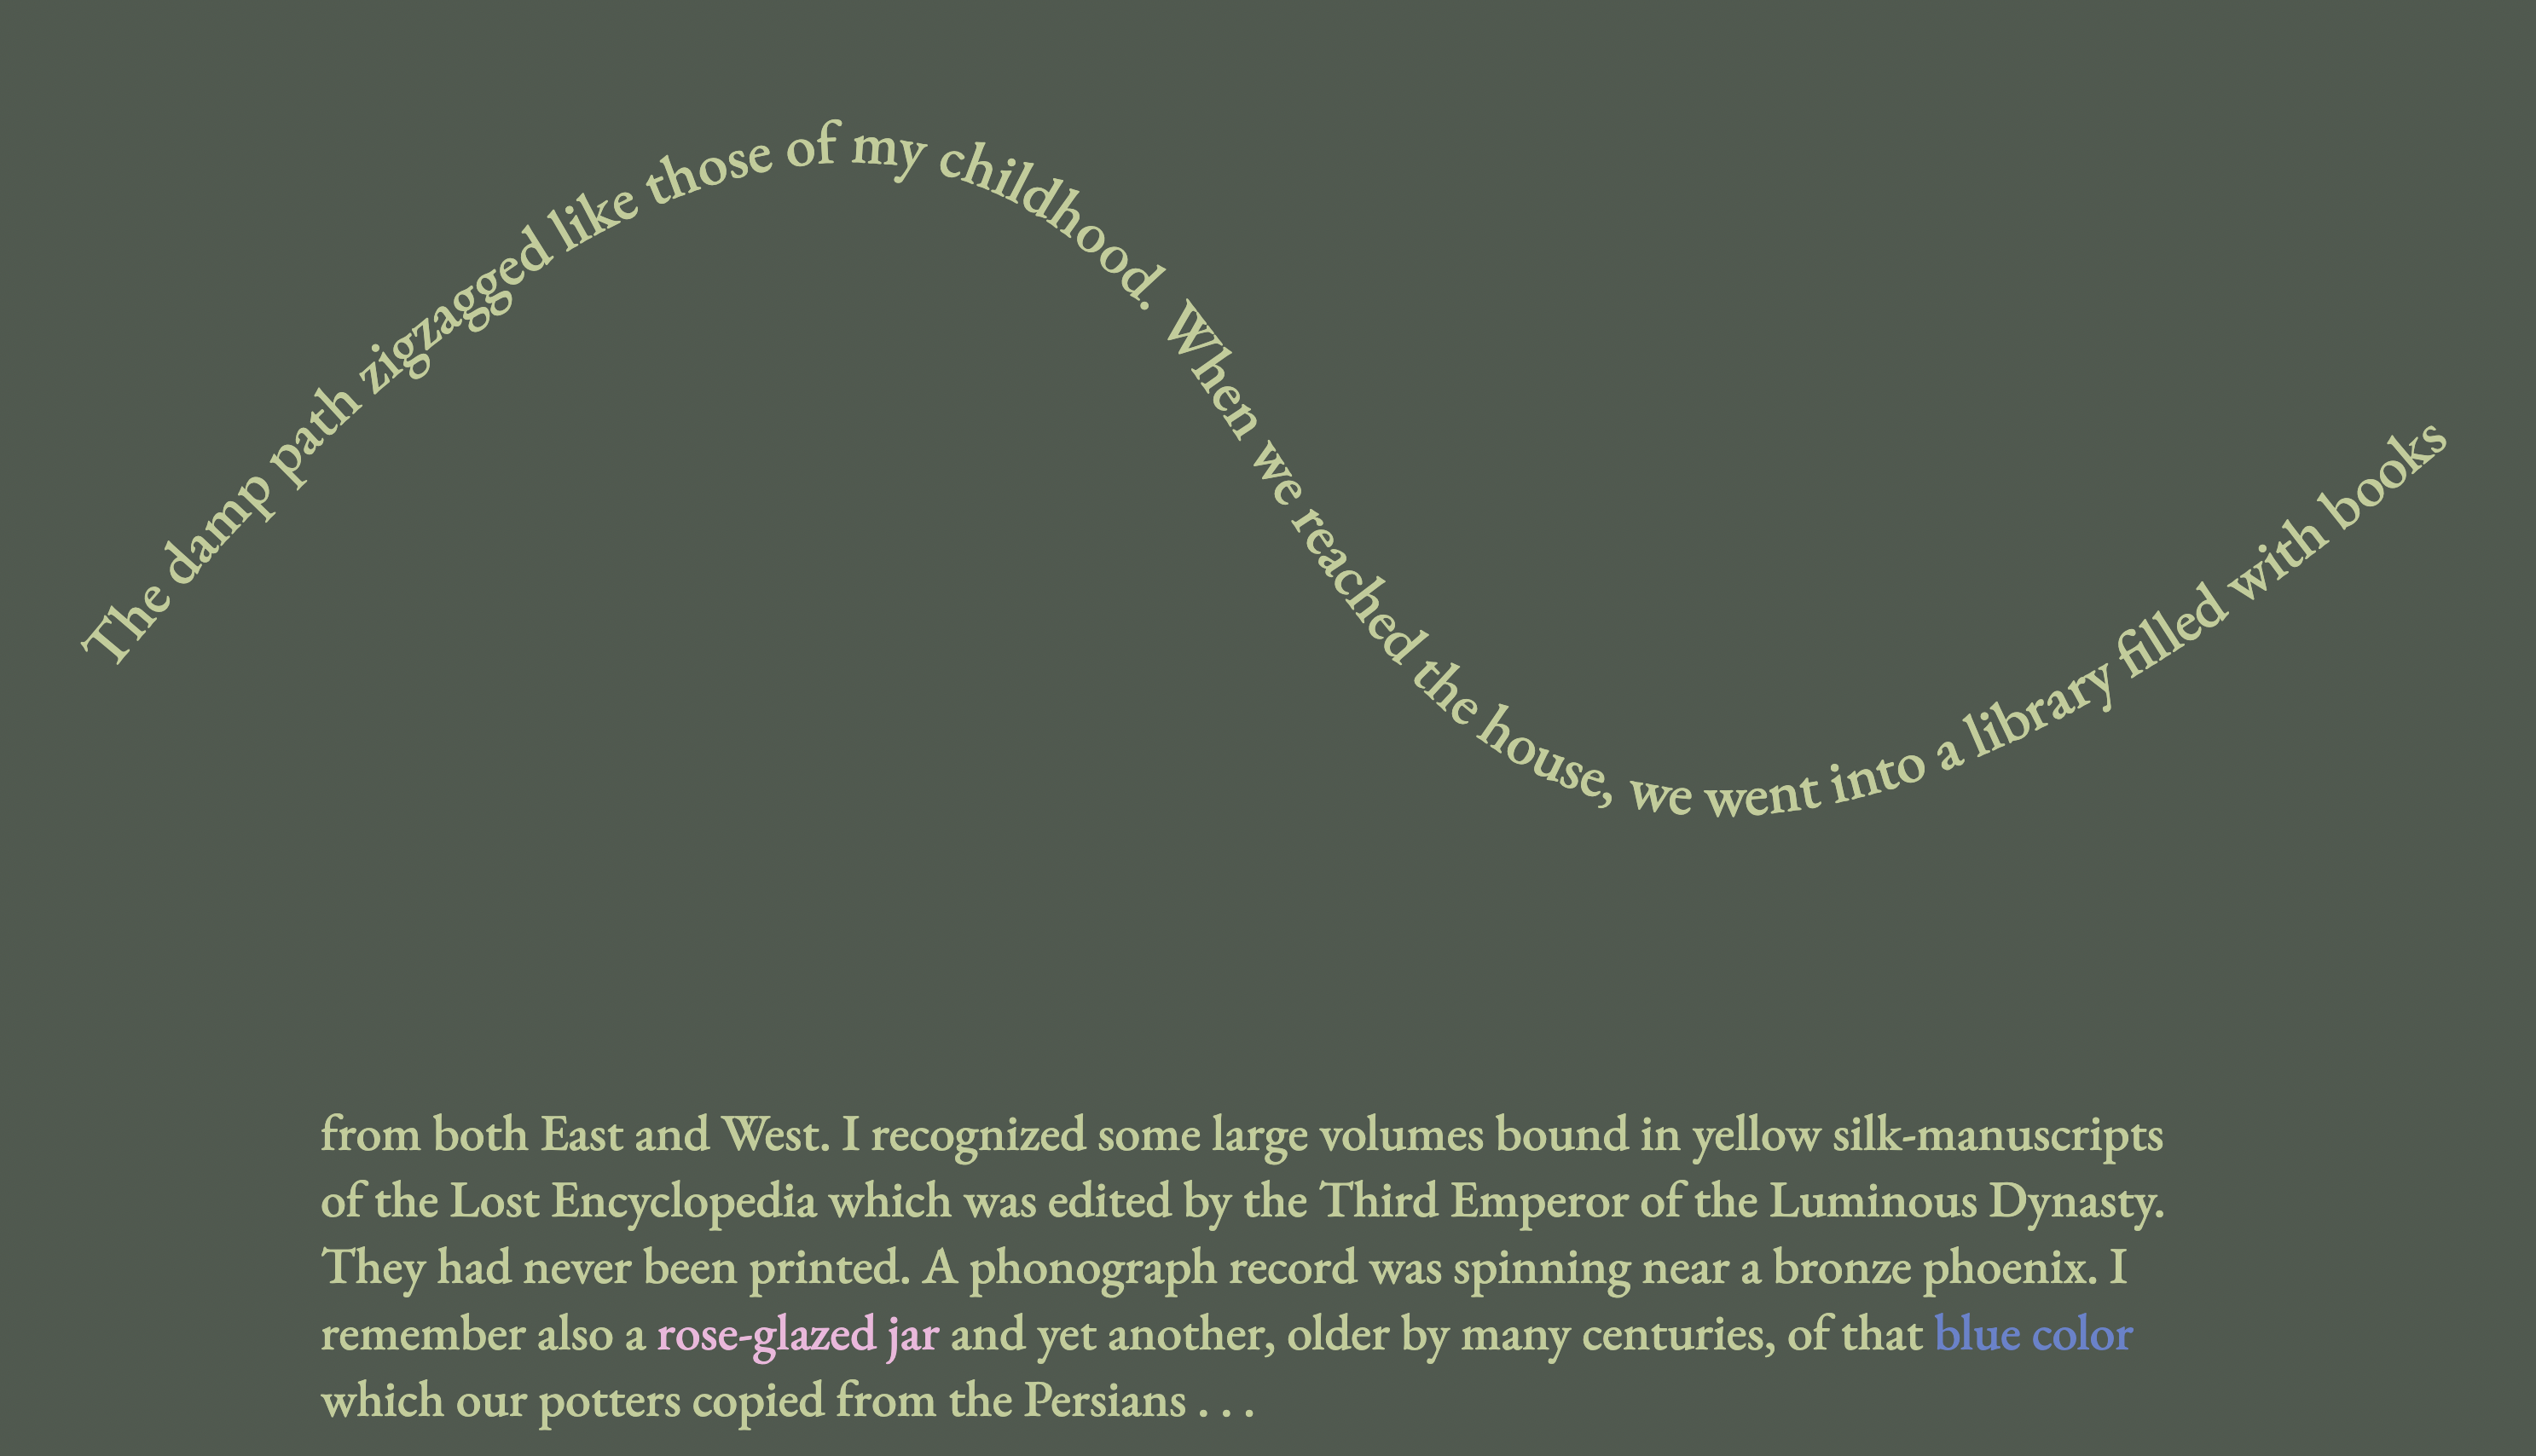 The damp path zigzagged like those of my childhood. When we reached the house, we went into a library filled with books
from both East and West. I recognized some large volumes bound in yellow silk-manuscripts
of the Lost Encyclopedia which was edited by the Third Emperor of the Luminous Dynasty.
They had never been printed. A phonograph record was spinning near a bronze phoenix. I
remember also a rose-glazed jar and yet another, older by many centuries, of that blue color
which our potters copied from the Persians . . .